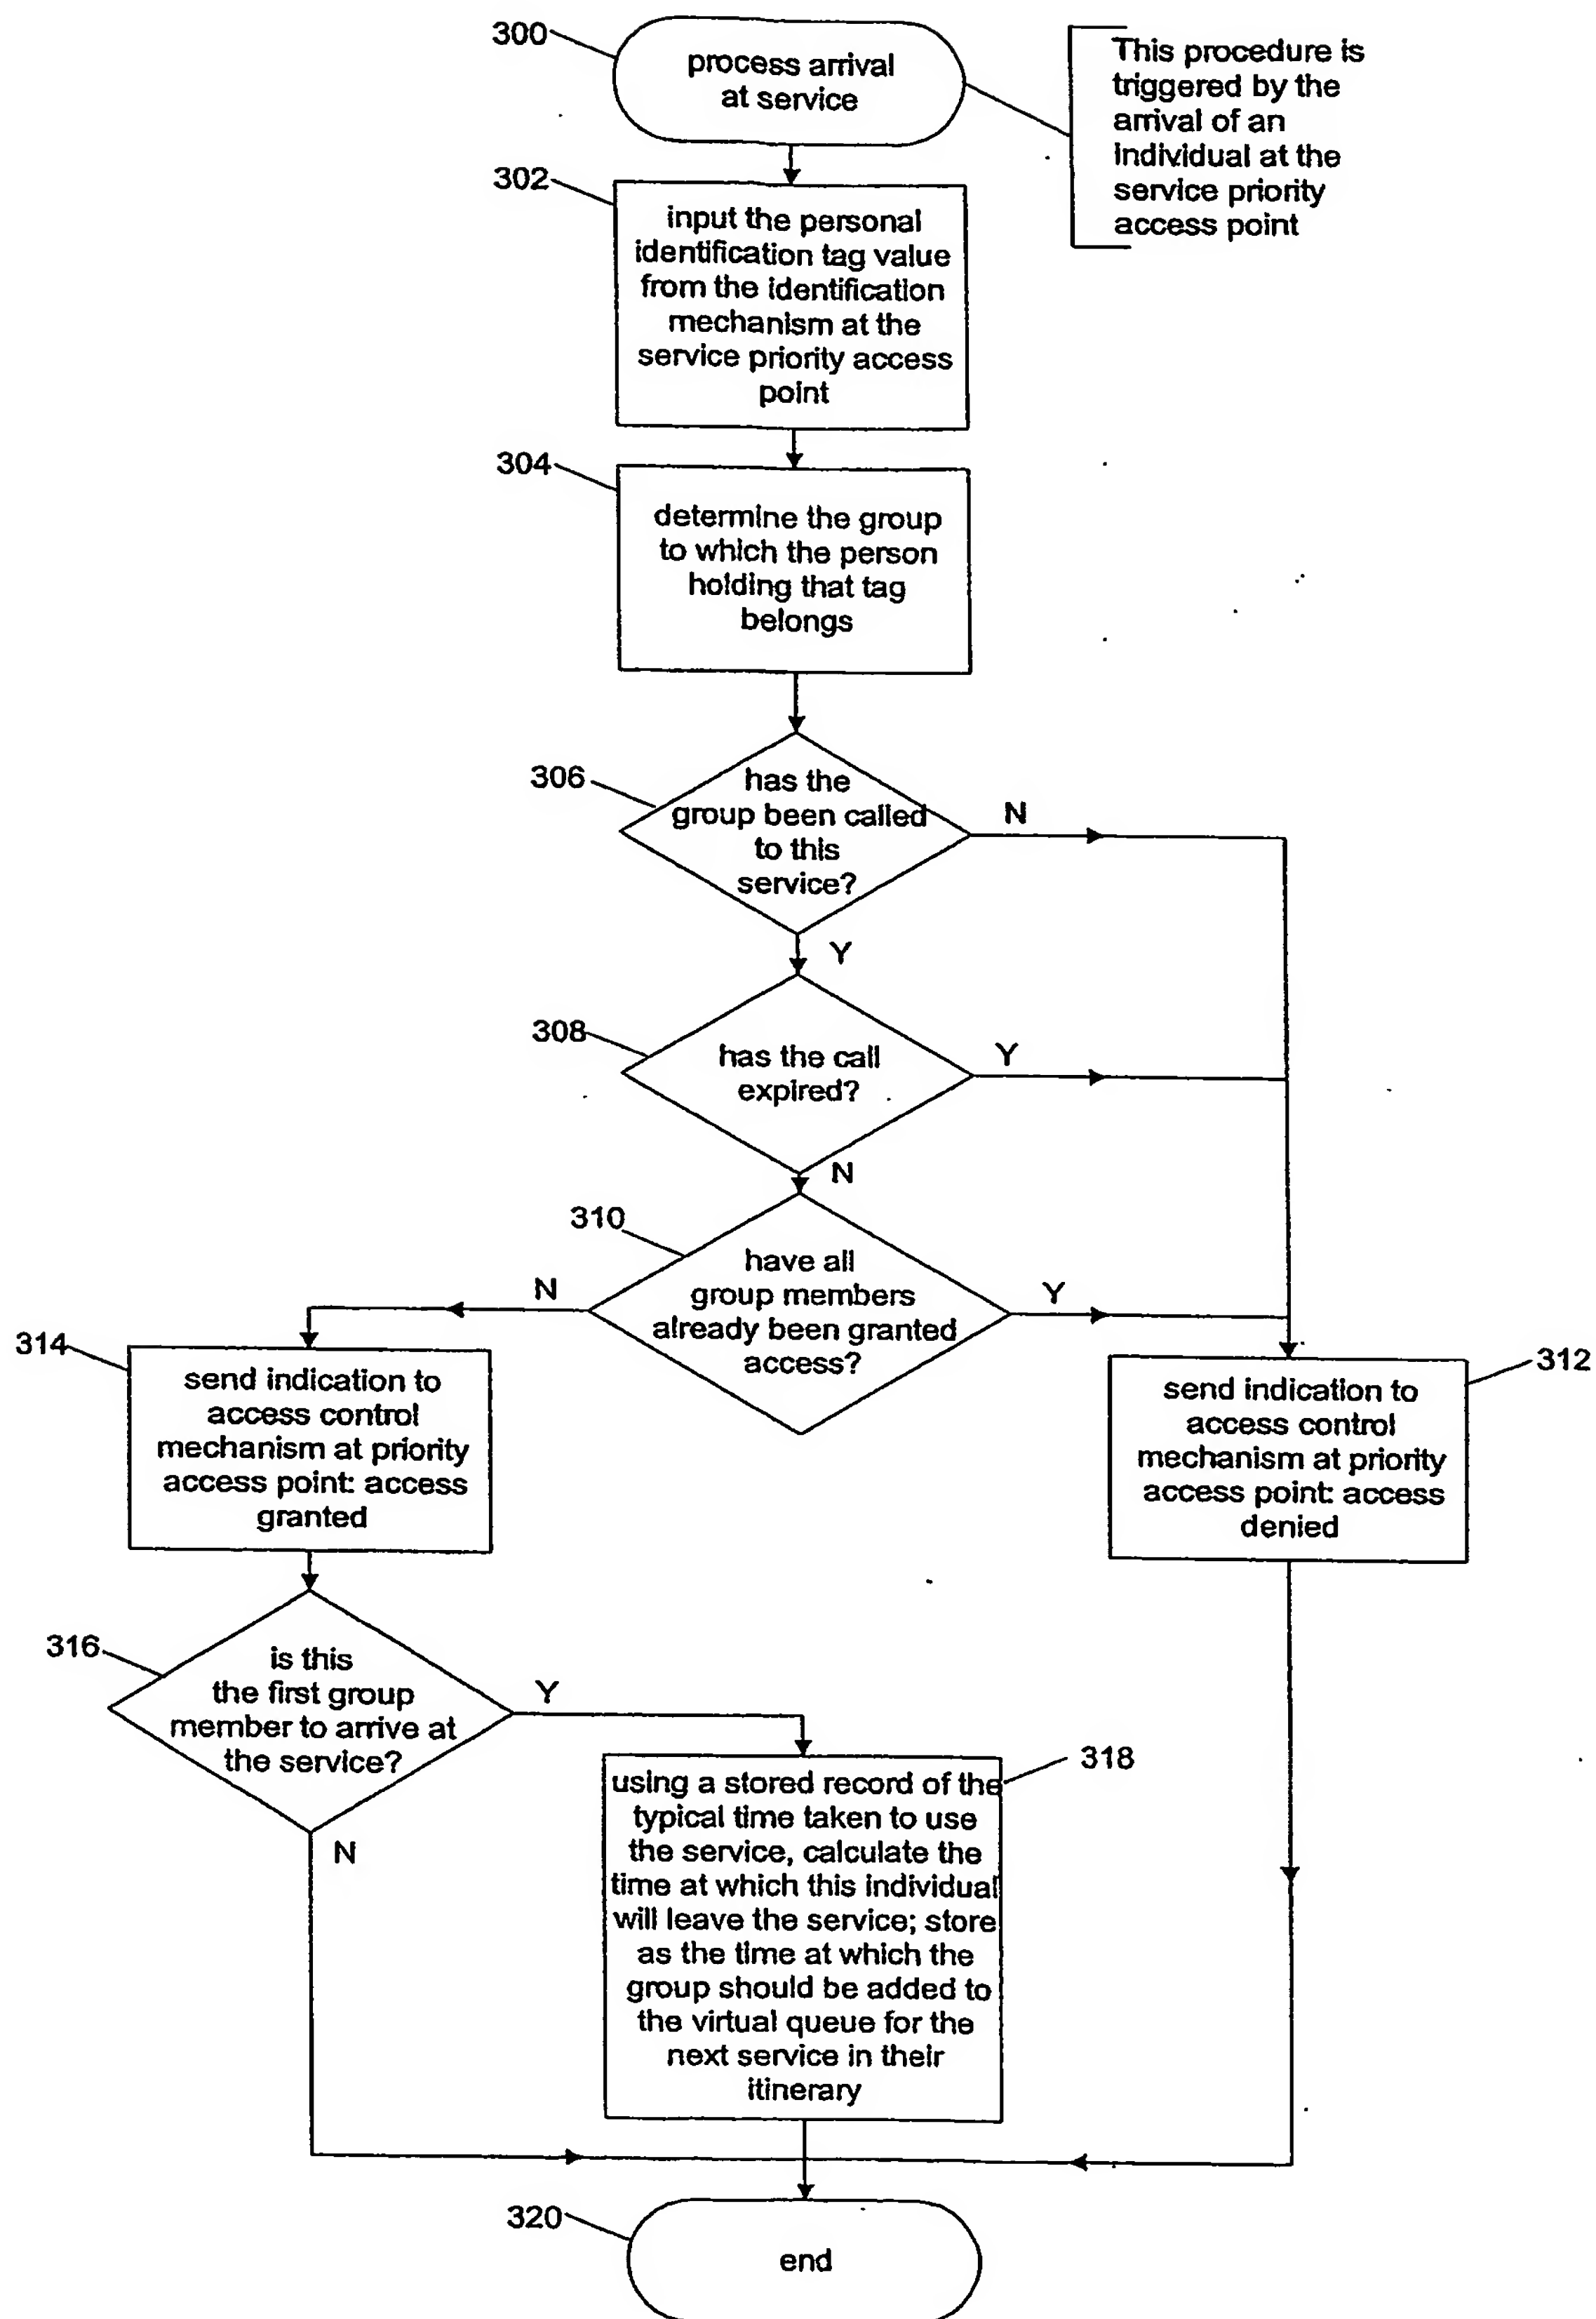 300
process arrival
at service
This procedure is
triggered by the
arrival of an
individual at the
service priority
access point
302
input the personal
identification tag value
from the identification
mechanism at the
service priority access
point
304
determine the group
to which the person
holding that tag
belongs
306
has the
group been called
to this
service?
N
Y
308
has the call
expired?
Y
N
310
have all
group members
already been granted
access?
N
Y
314
send indication to
access control
mechanism at priority
access point: access
granted
312
send indication to
access control
mechanism at priority
access point: access
denied
316
is this
the first group
member to arrive at
the service?
Y
N
318
using a stored record of the
typical time taken to use
the service, calculate the
time at which this individual
will leave the service; store
as the time at which the
group should be added to
the virtual queue for the
next service in their
itinerary
320
end